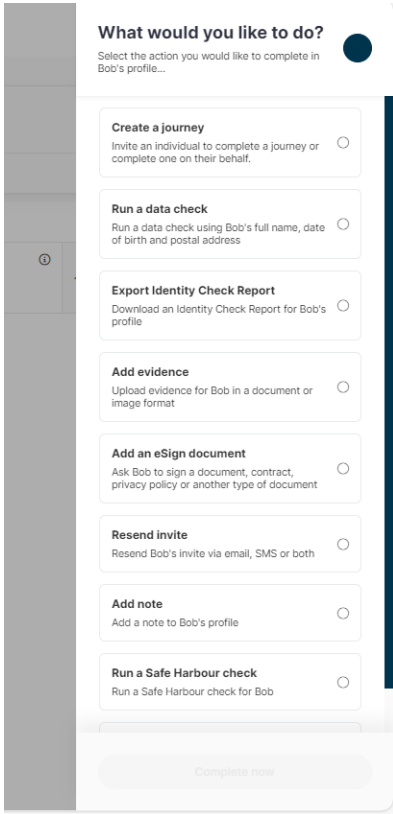 What would you like to do?
Select the action you would like to complete in
Bob's profile...
Create a journey
Invite an individual to complete a journey or
complete one on their behalf.
Run a data check
Run a data check using Bob's full name, date
of birth and postal address
Export Identity Check Report
Download an Identity Check Report for Bob's
profile
Add evidence
Upload evidence for Bob in a document or
image format
Add an eSign document
Ask Bob to sign a document, contract,
privacy policy or another type of document
Resend invite
Resend Bob's invite via email, SMS or both
Add note
Add a note to Bob's profile
Run a Safe Harbour check
Run a Safe Harbour check for Bob
Complete now